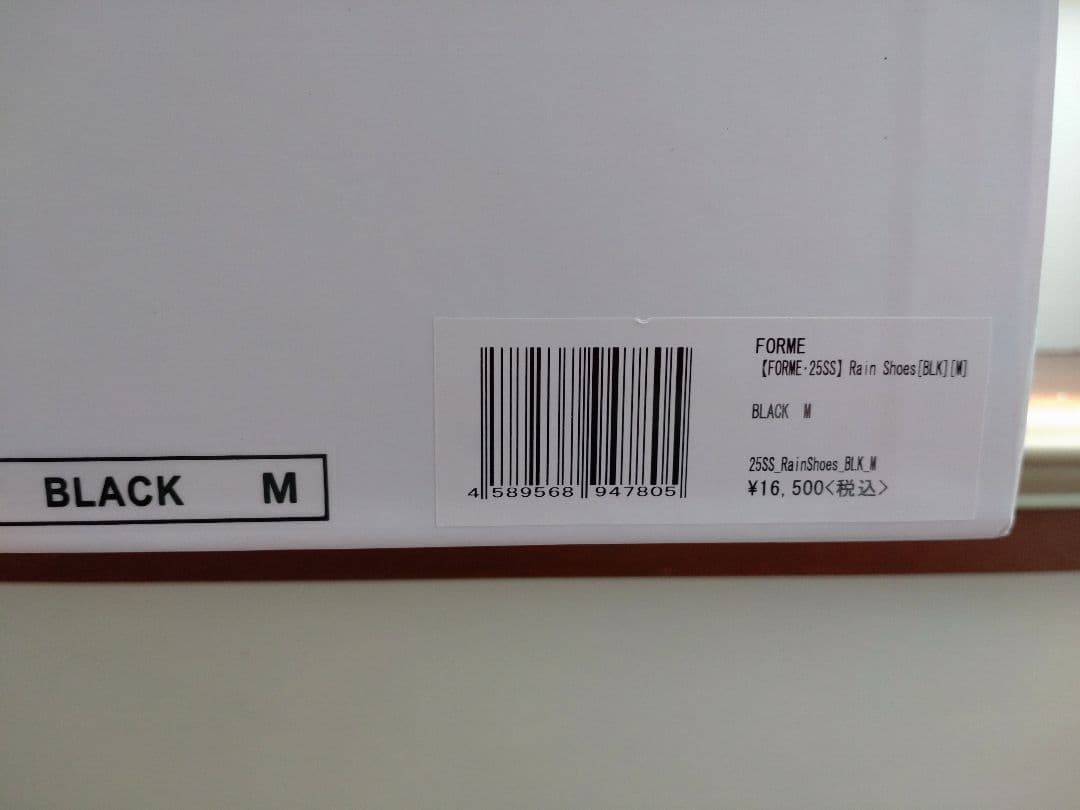 FORME
【FORME·25SS】Rain Shoes[BLK][M]
BLACK M
25SS_RainShoes_BLK_M
¥16,500<税込>
4 589568 947805
BLACK M